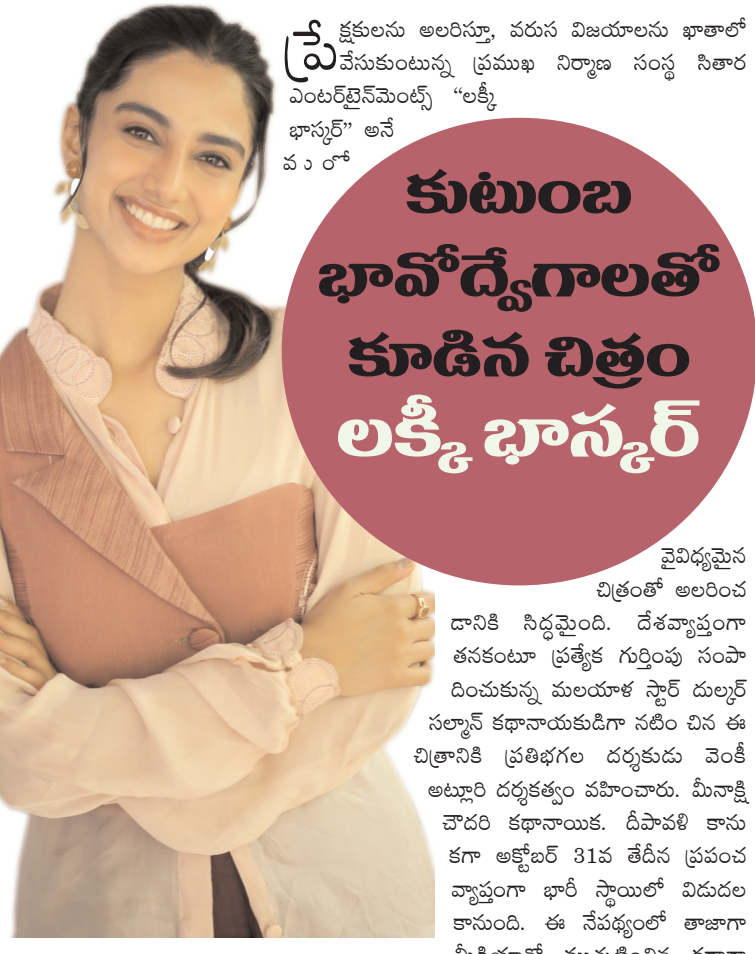 ప్రేక్షకులను అలరిస్తూ, వరుస విజయాలను ఖాతాలో
వేసుకుంటున్న ప్రముఖ నిర్మాణ సంస్థ సితార
ఎంటర్‌టైన్‌మెంట్స్ “లక్కీ
భాస్కర్” అనే
కుటుంబ
భావోద్వేగాలతో
కూడిన చిత్రం
లక్కీ భాస్కర్
వైవిధ్యమైన
చిత్రంతో అలరించ
డానికి సిద్ధమైంది. దేశవ్యాప్తంగా
తనకంటూ ప్రత్యేక గుర్తింపు సంపా
దించుకున్న మలయాళ స్టార్ దుల్కర్
సల్మాన్ కథానాయకుడిగా నటిం చిన ఈ
చిత్రానికి ప్రతిభగల దర్శకుడు వెంకీ
అట్లూరి దర్శకత్వం వహించారు. మీనాక్షి
చౌదరి కథానాయిక. దీపావళి కాను
కగా అక్టోబర్ 31వ తేదీన ప్రపంచ
వ్యాప్తంగా భారీ స్థాయిలో విడుదల
కానుంది. ఈ నేపథ్యంలో తాజాగా